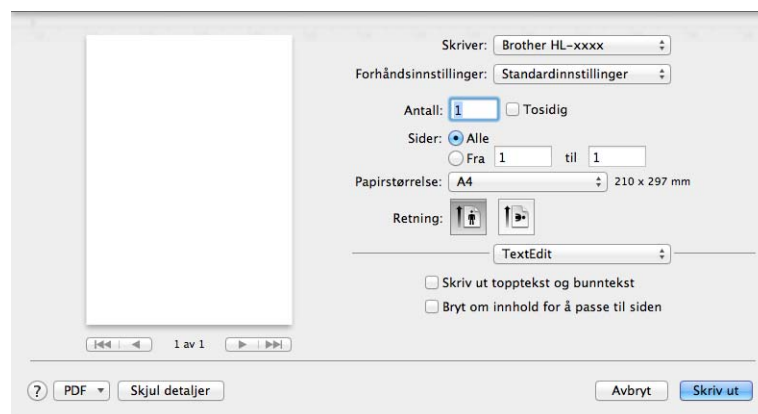 Skriver: Brother HL-xxxx
Forhåndsinnstillinger: Standardinnstillinger
Antall: 1 Tosidig
Sider: Alle
Fra 1 til 1
Papirstørrelse: A4 210 x 297 mm
Retning:
TextEdit
Skriv ut topptekst og bunntekst
Bryt om innhold for å passe til siden
1 av 1
? PDF Skjul detaljer Avbryt Skriv ut